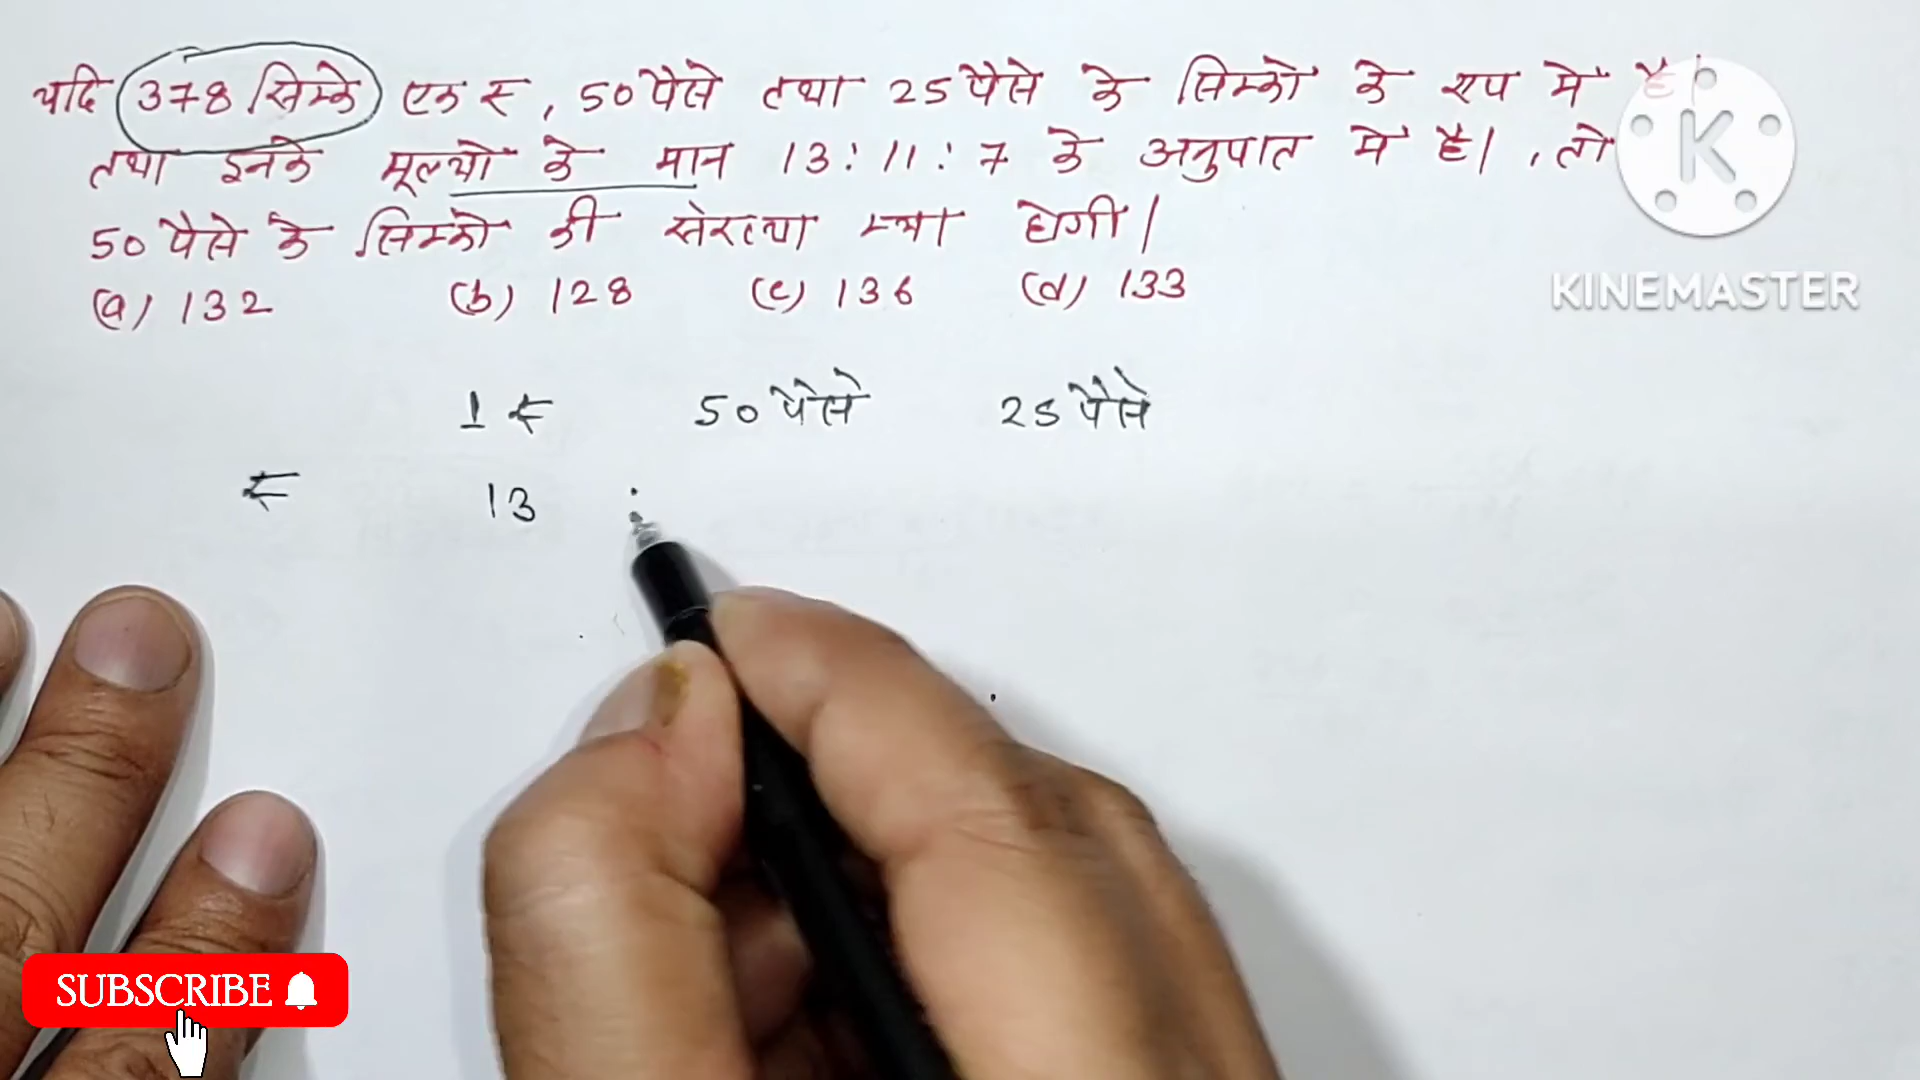 यदि 378 सिक्के एक रु, 50 पैसे तथा 25 पैसे के सिक्को के रूप मे है।
तथा इनके मूल्यो के मान 13:11:7 के अनुपात मे है।, तो
50 पैसे के सिक्को की संख्या क्या होगी।
(a) 132 (b) 128 (c) 136 (d) 133
KINEMASTER
1 ₹ 50 पैसे 25 पैसे
₹ 13 :
SUBSCRIBE